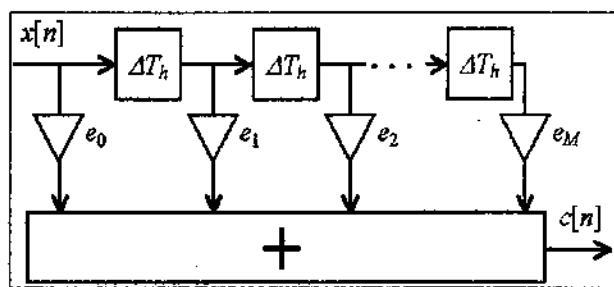 x[n]
ΔT_h ΔT_h · · · ΔT_h
e_0 e_1 e_2 e_M
c[n]
+